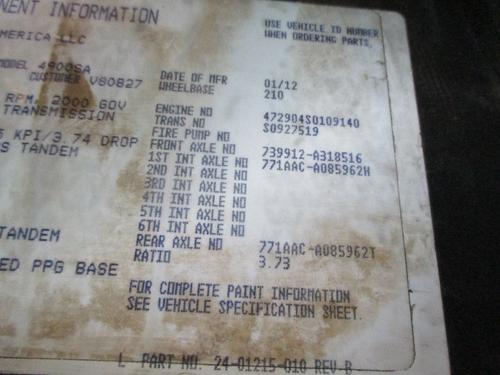 NENT INFORMATION
USE VEHICLE ID NUMBER
WHEN ORDERING PARTS.
AMERICA LLC
MODEL 4900SA
CUSTOMER V80827
DATE OF MFR 01/12
WHEELBASE 210
RPM, 2000 GOV
TRANSMISSION
ENGINE NO 472904S0109140
TRANS NO S0927519
FIRE PUMP NO
KPI/3.74 DROP
S TANDEM
FRONT AXLE NO 739912-A318516
1ST INT AXLE NO 771AAC-A085962H
2ND INT AXLE NO
3RD INT AXLE NO
4TH INT AXLE NO
5TH INT AXLE NO
6TH INT AXLE NO
TANDEM
REAR AXLE NO 771AAC-A085962T
RATIO 3.73
ED PPG BASE
FOR COMPLETE PAINT INFORMATION
SEE VEHICLE SPECIFICATION SHEET.
PART NO. 24-01215-010 REV B